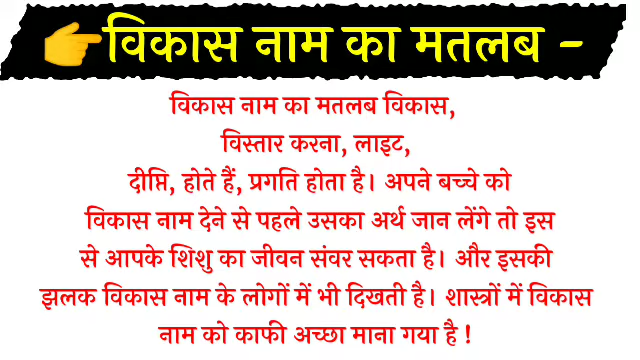 👉विकास नाम का मतलब -
विकास नाम का मतलब विकास,
विस्तार करना, लाइट,
दीप्ति, होते हैं, प्रगति होता है। अपने बच्चे को
विकास नाम देने से पहले उसका अर्थ जान लेंगे तो इस
से आपके शिशु का जीवन संवर सकता है। और इसकी
झलक विकास नाम के लोगों में भी दिखती है। शास्त्रों में विकास
नाम को काफी अच्छा माना गया है !